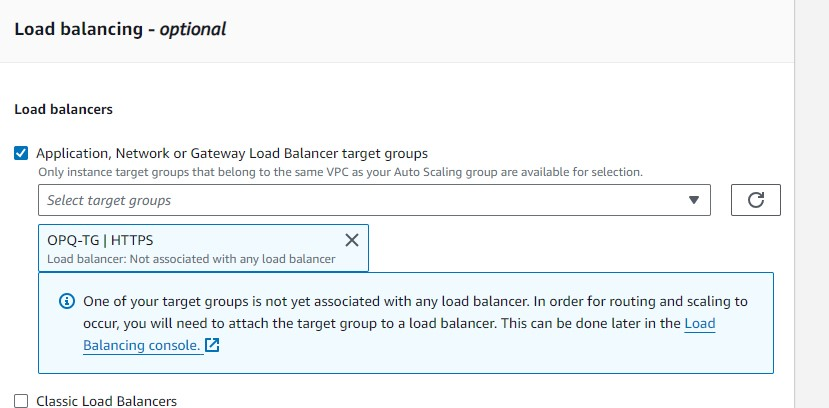 Load balancing - optional
Load balancers
Application, Network or Gateway Load Balancer target groups
Only instance target groups that belong to the same VPC as your Auto Scaling group are available for selection.
Select target groups
OPQ-TG | HTTPS
Load balancer: Not associated with any load balancer
One of your target groups is not yet associated with any load balancer. In order for routing and scaling to
occur, you will need to attach the target group to a load balancer. This can be done later in the Load
Balancing console.
Classic Load Balancers